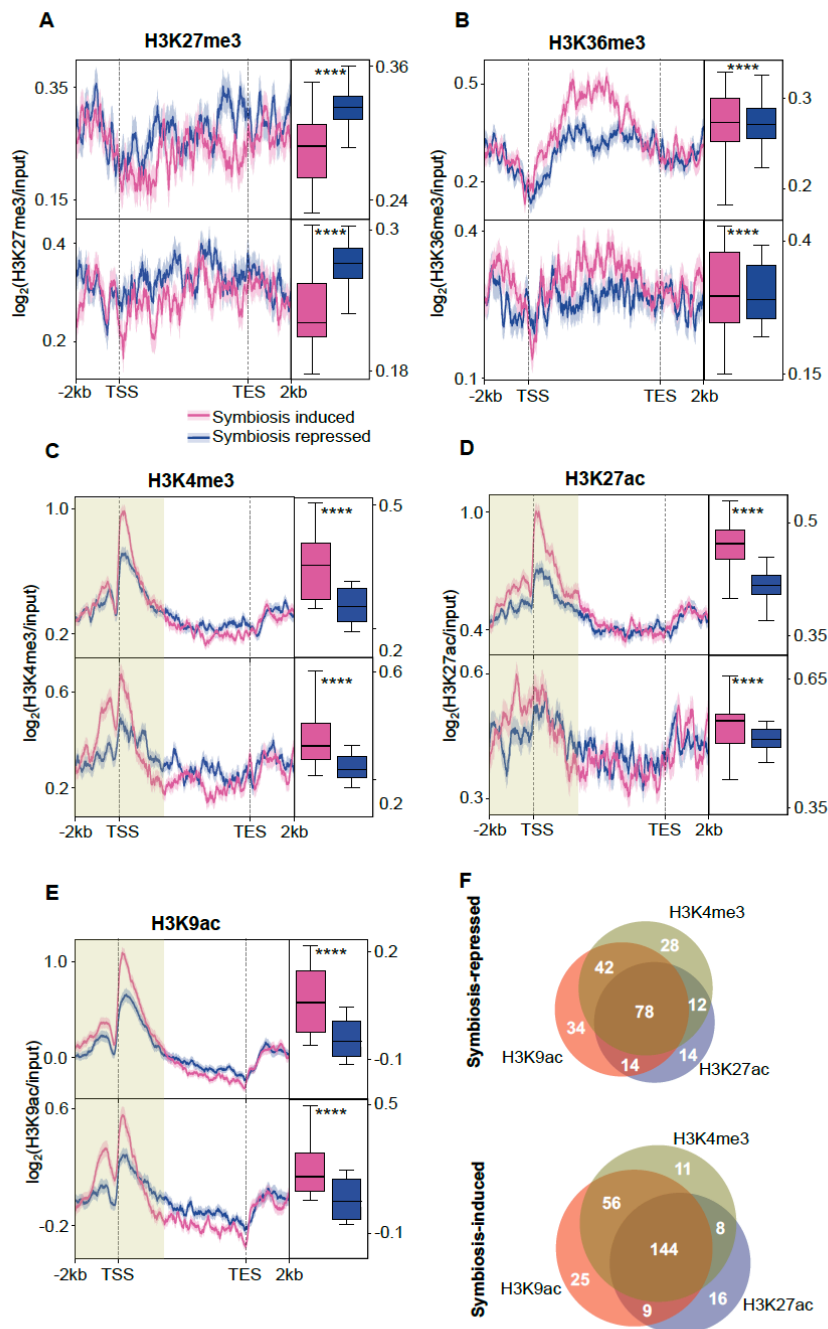 A
H3K27me3
0.35
0.15
0.4
0.2
log2(H3K27me3/input)
****
0.36
0.24
****
0.3
0.18
-2kb TSS TES 2kb
B
H3K36me3
0.5
0.2
0.4
0.1
log2(H3K36me3/input)
****
0.3
0.2
****
0.4
0.15
-2kb TSS TES 2kb
Symbiosis induced
Symbiosis repressed
C
H3K4me3
1.0
0.2
0.6
0.2
log2(H3K4me3/input)
****
0.5
0.2
****
0.6
0.2
-2kb TSS TES 2kb
D
H3K27ac
1.0
0.4
0.6
0.3
log2(H3K27ac/input)
****
0.5
0.35
****
0.65
0.35
-2kb TSS TES 2kb
E
H3K9ac
1.0
0.0
0.6
-0.2
log2(H3K9ac/input)
****
0.2
-0.1
****
0.5
-0.1
-2kb TSS TES 2kb
F
Symbiosis-repressed
H3K4me3
28
42
78
12
34
14
14
H3K9ac
H3K27ac
Symbiosis-induced
H3K4me3
11
56
8
144
25
9
16
H3K9ac
H3K27ac